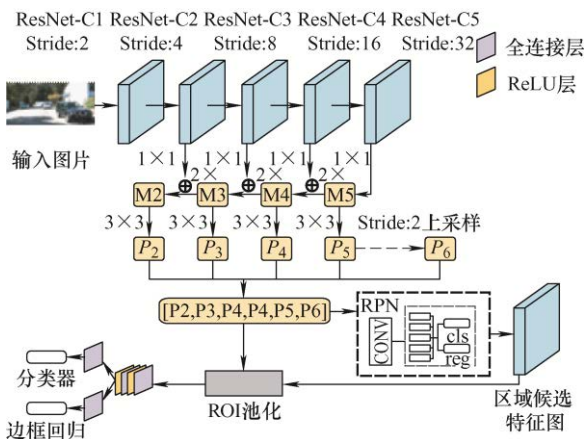 ResNet-C1 ResNet-C2 ResNet-C3 ResNet-C4 ResNet-C5
Stride:2 Stride:4 Stride:8 Stride:16 Stride:32
全连接层
ReLU层
输入图片
1×1 1×1 1×1 1×1
2× 2× 2×
M2 M3 M4 M5
3×3 3×3 3×3 3×3 Stride:2上采样
P2 P3 P4 P5 P6
[P2,P3,P4,P4,P5,P6]
RPN
CONV
cls
reg
分类器
边框回归
ROI池化
区域候选
特征图